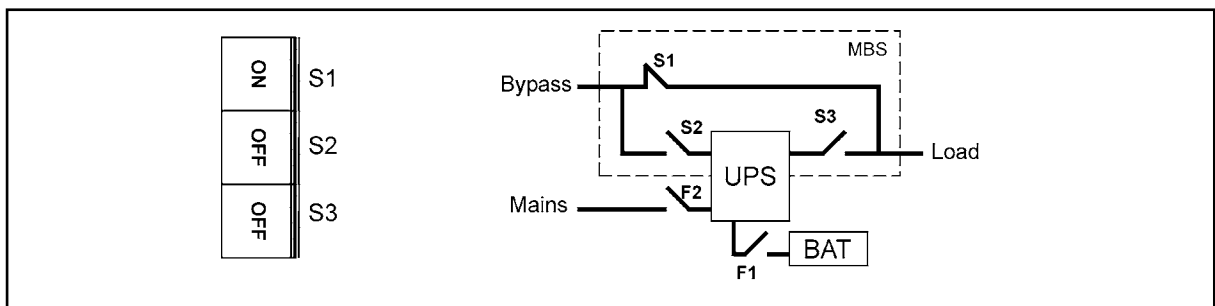 ON S1
OFF S2
OFF S3
MBS
S1
Bypass
S2
S3
UPS
Load
Mains
F2
F1
BAT